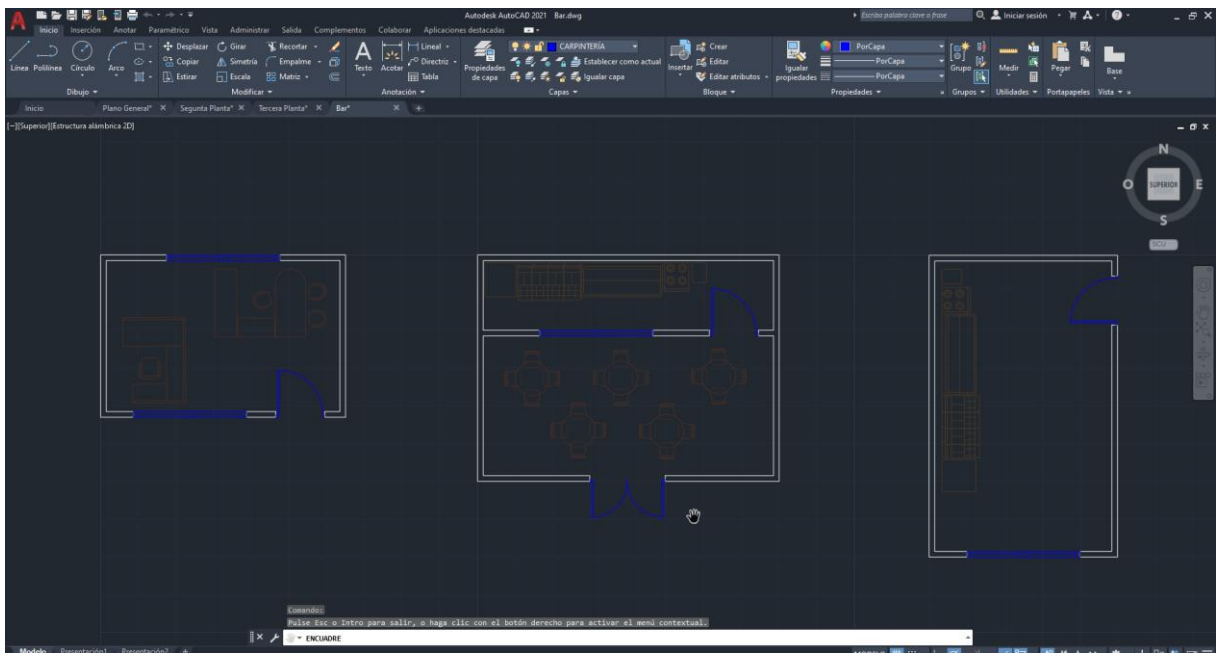 Autodesk AutoCAD 2021 Bar.dwg
Escriba palabra clave o frase
Iniciar sesión
Inicio Inserción Anotar Paramétrico Vista Administrar Salida Complementos Colaborar Aplicaciones destacadas
Línea Polilínea Círculo Arco
Desplazar Girar Recortar
Copiar Simetría Empalme
Estirar Escala Matriz
Texto Acotar
Lineal
Directriz
Tabla
Propiedades de capa
CARPINTERÍA
Establecer como actual
Igualar capa
Insertar
Crear
Editar
Editar atributos
Igualar propiedades
PorCapa
PorCapa
PorCapa
Grupo Medir Pegar Base
Dibujo Modificar Anotación Capas Bloque Propiedades Grupos Utilidades Portapapeles Vista
Inicio Plano General* Segunta Planta* Tercera Planta* Bar*
[−][Superior][Estructura alámbrica 2D]
N
O SUPERIOR E
S
SCU
Comando:
Pulse Esc o Intro para salir, o haga clic con el botón derecho para activar el menú contextual.
ENCUADRE
Modelo Presentación1 Presentación2 +
MODELO